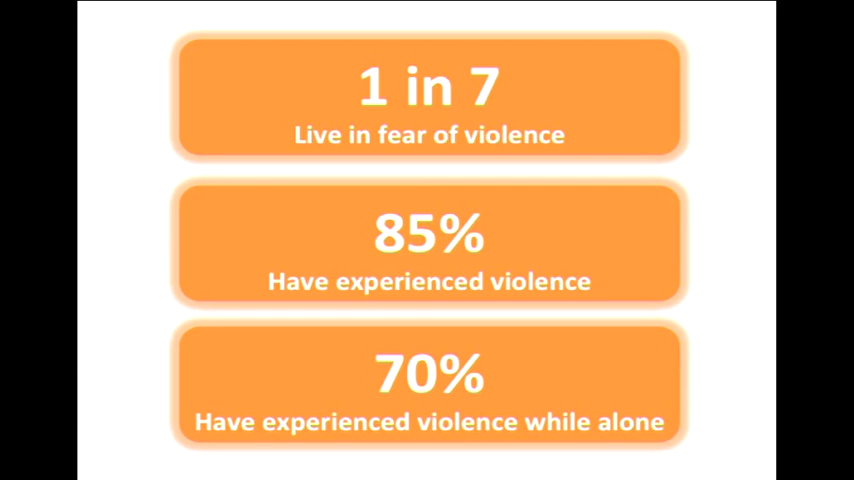 1 in 7
Live in fear of violence
85%
Have experienced violence
70%
Have experienced violence while alone